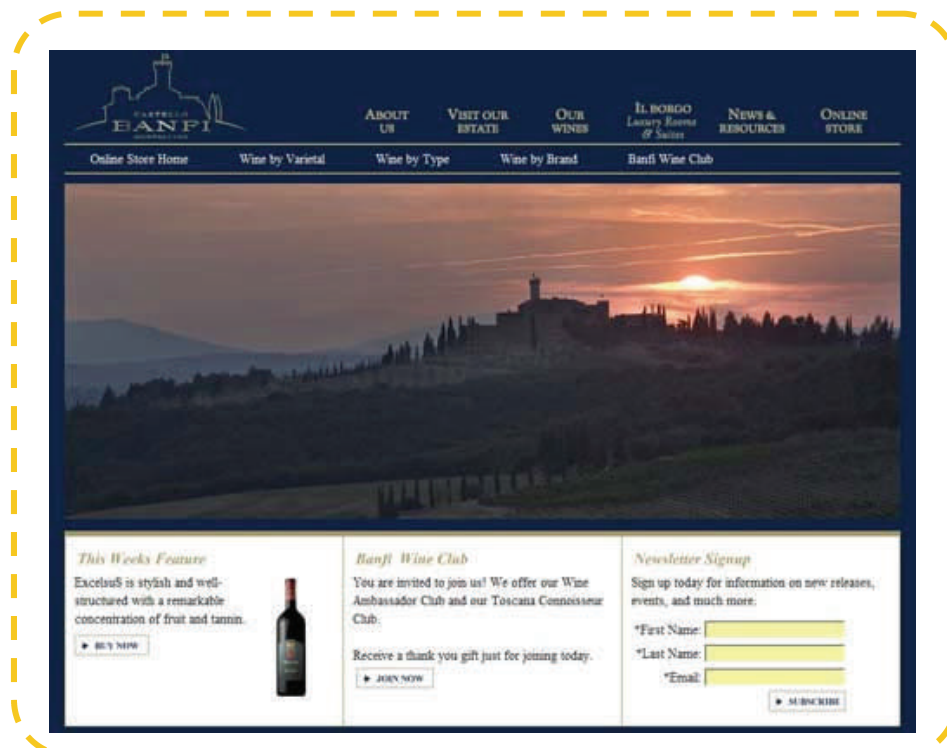 CASTELLO
BANFI
MONTALCINO
ABOUT
US
VISIT OUR
ESTATE
OUR
WINES
IL BORGO
Luxury Rooms
& Suites
NEWS &
RESOURCES
ONLINE
STORE
Online Store Home
Wine by Varietal
Wine by Type
Wine by Brand
Banfi Wine Club
This Weeks Feature
ExcelsuS is stylish and well-
structured with a remarkable
concentration of fruit and tannin.
BUY NOW
Banfi Wine Club
You are invited to join us! We offer our Wine
Ambassador Club and our Toscana Connoisseur
Club.
Receive a thank you gift just for joining today.
JOIN NOW
Newsletter Signup
Sign up today for information on new releases,
events, and much more.
*First Name:
*Last Name:
*Email:
SUBSCRIBE